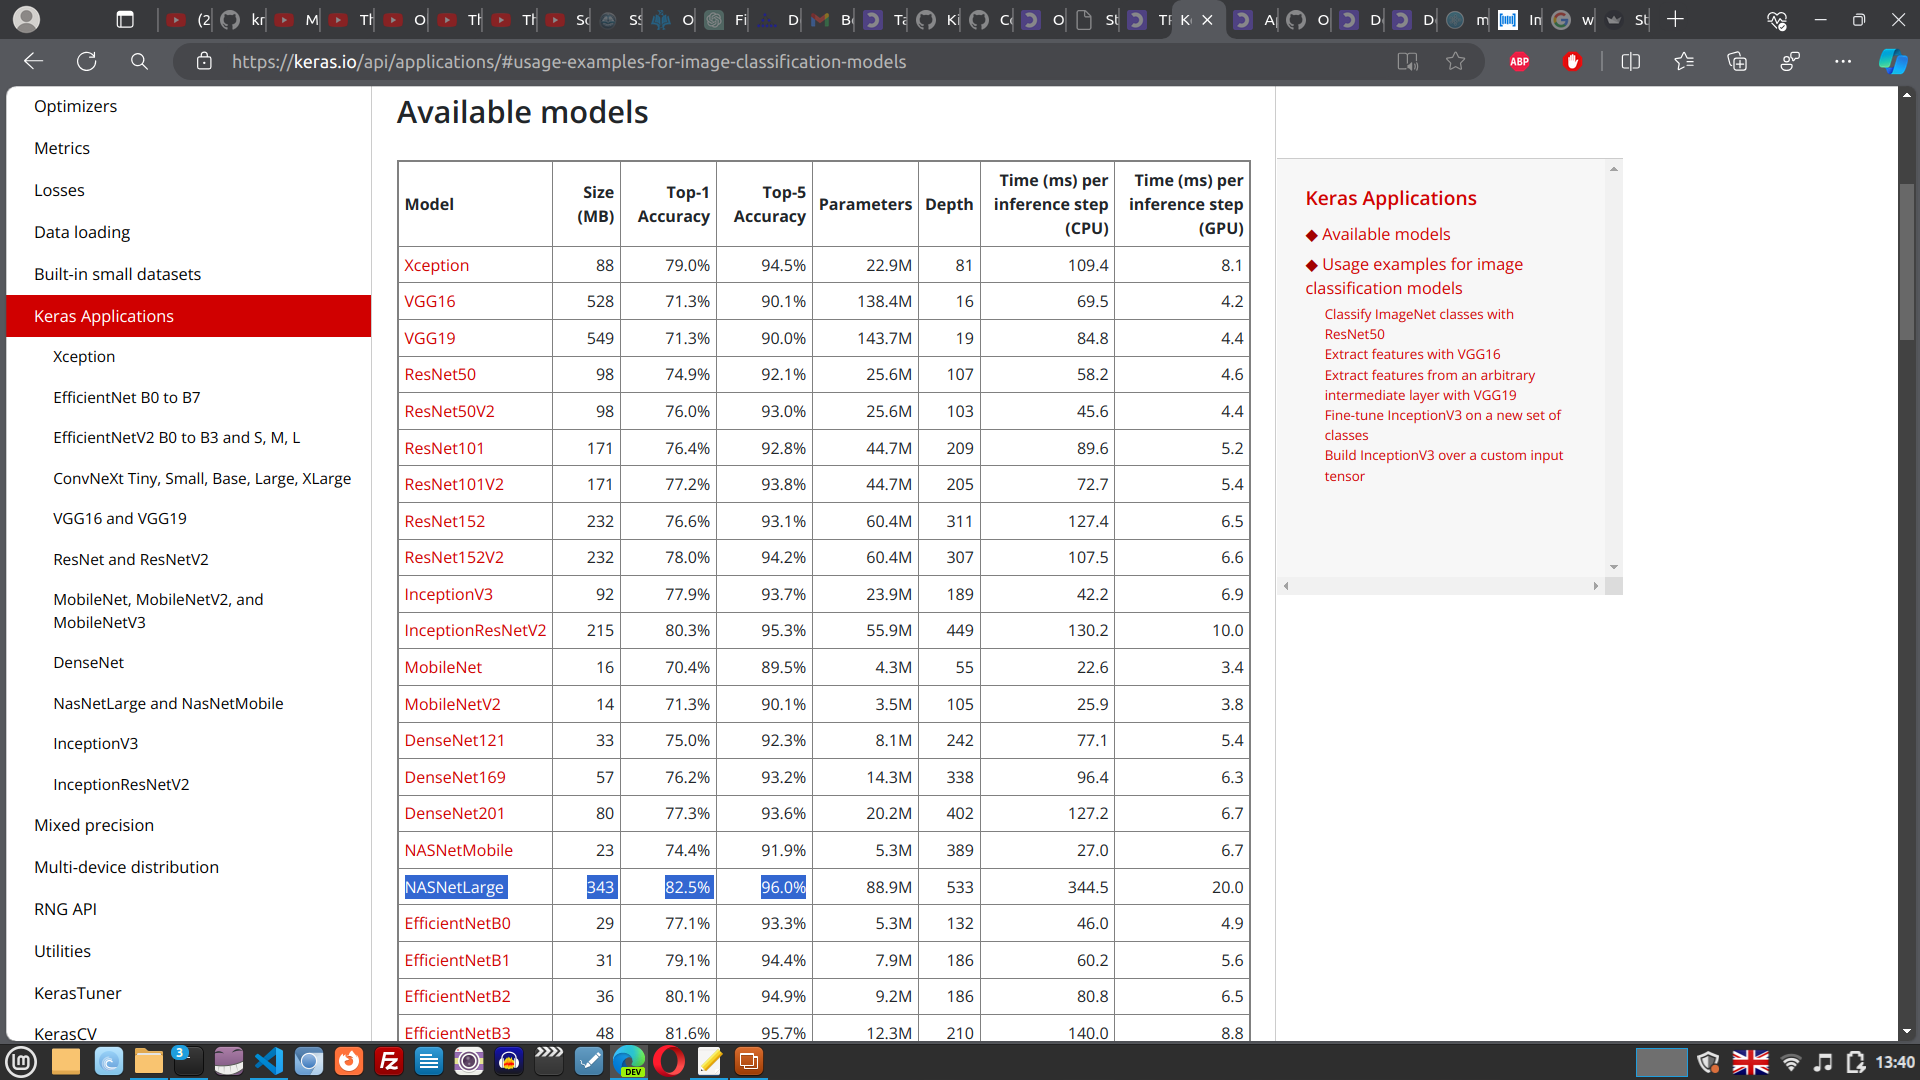 (2
kr
M
Th
O
Th
Th
Sc
SS
O
Fi
D
B
Ta
Ki
Co
O
St
TF
Ke
A
O
D
D
m
In
w
St
https://keras.io/api/applications/#usage-examples-for-image-classification-models
ABP
Optimizers
Metrics
Losses
Data loading
Built-in small datasets
Keras Applications
Xception
EfficientNet B0 to B7
EfficientNetV2 B0 to B3 and S, M, L
ConvNeXt Tiny, Small, Base, Large, XLarge
VGG16 and VGG19
ResNet and ResNetV2
MobileNet, MobileNetV2, and
MobileNetV3
DenseNet
NasNetLarge and NasNetMobile
InceptionV3
InceptionResNetV2
Mixed precision
Multi-device distribution
RNG API
Utilities
KerasTuner
KerasCV
Available models
Model Size (MB) Top-1 Accuracy Top-5 Accuracy Parameters Depth Time (ms) per inference step (CPU) Time (ms) per inference step (GPU)
Xception 88 79.0% 94.5% 22.9M 81 109.4 8.1
VGG16 528 71.3% 90.1% 138.4M 16 69.5 4.2
VGG19 549 71.3% 90.0% 143.7M 19 84.8 4.4
ResNet50 98 74.9% 92.1% 25.6M 107 58.2 4.6
ResNet50V2 98 76.0% 93.0% 25.6M 103 45.6 4.4
ResNet101 171 76.4% 92.8% 44.7M 209 89.6 5.2
ResNet101V2 171 77.2% 93.8% 44.7M 205 72.7 5.4
ResNet152 232 76.6% 93.1% 60.4M 311 127.4 6.5
ResNet152V2 232 78.0% 94.2% 60.4M 307 107.5 6.6
InceptionV3 92 77.9% 93.7% 23.9M 189 42.2 6.9
InceptionResNetV2 215 80.3% 95.3% 55.9M 449 130.2 10.0
MobileNet 16 70.4% 89.5% 4.3M 55 22.6 3.4
MobileNetV2 14 71.3% 90.1% 3.5M 105 25.9 3.8
DenseNet121 33 75.0% 92.3% 8.1M 242 77.1 5.4
DenseNet169 57 76.2% 93.2% 14.3M 338 96.4 6.3
DenseNet201 80 77.3% 93.6% 20.2M 402 127.2 6.7
NASNetMobile 23 74.4% 91.9% 5.3M 389 27.0 6.7
NASNetLarge 343 82.5% 96.0% 88.9M 533 344.5 20.0
EfficientNetB0 29 77.1% 93.3% 5.3M 132 46.0 4.9
EfficientNetB1 31 79.1% 94.4% 7.9M 186 60.2 5.6
EfficientNetB2 36 80.1% 94.9% 9.2M 186 80.8 6.5
EfficientNetB3 48 81.6% 95.7% 12.3M 210 140.0 8.8
Keras Applications
◆ Available models
◆ Usage examples for image
classification models
Classify ImageNet classes with
ResNet50
Extract features with VGG16
Extract features from an arbitrary
intermediate layer with VGG19
Fine-tune InceptionV3 on a new set of
classes
Build InceptionV3 over a custom input
tensor
3
DEV
13:40